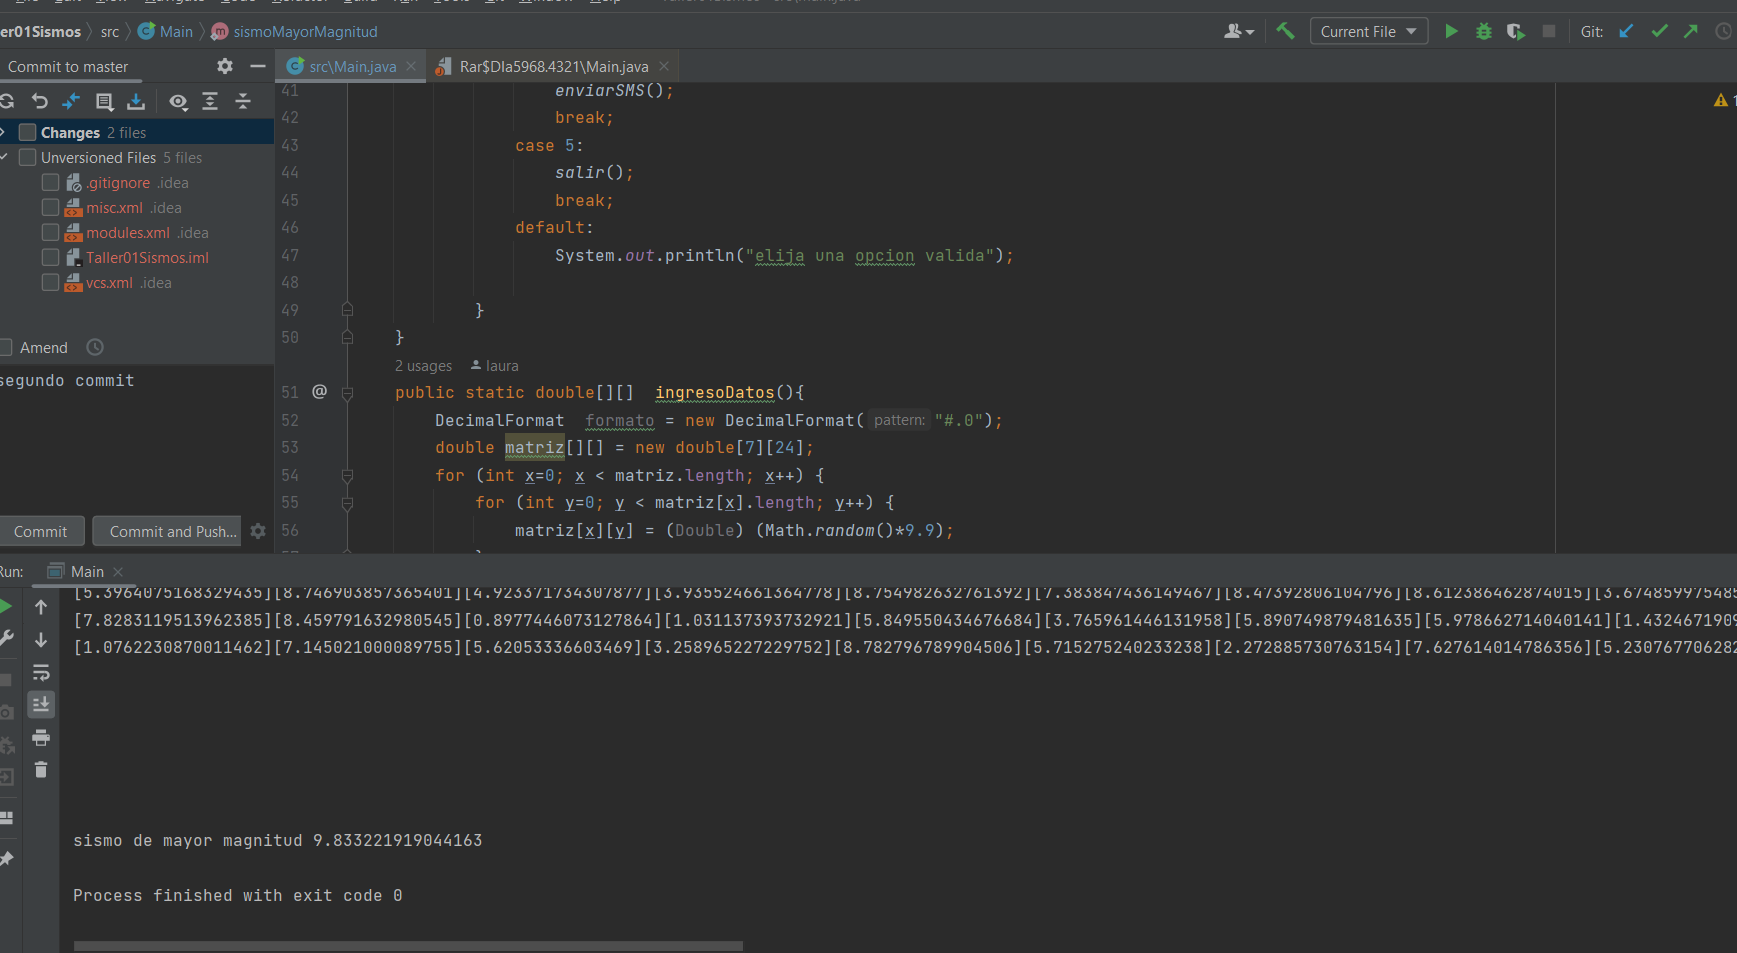 er01Sismos src Main sismoMayorMagnitud
Current File Git:
Commit to master
src\Main.java Rar$DIa5968.4321\Main.java
Changes 2 files
Unversioned Files 5 files
.gitignore .idea
misc.xml .idea
modules.xml .idea
Taller01Sismos.iml
vcs.xml .idea
Amend
segundo commit
Commit Commit and Push...
41 enviarSMS();
42 break;
43 case 5:
44 salir();
45 break;
46 default:
47 System.out.println("elija una opcion valida");
48
49 }
50 }
2 usages laura
51 @ public static double[][] ingresoDatos(){
52 DecimalFormat formato = new DecimalFormat( pattern: "#.0");
53 double matriz[][] = new double[7][24];
54 for (int x=0; x < matriz.length; x++) {
55 for (int y=0; y < matriz[x].length; y++) {
56 matriz[x][y] = (Double) (Math.random()*9.9);
Run: Main
[5.3964075168329435][8.746903857365401][4.923371734307877][3.935524661364778][8.754982632761392][7.383847436149467][8.47392806104796][8.612386462874015][3.674859975485
[7.8283119513962385][8.459791632980545][0.8977446073127864][1.031137393732921][5.849550434676684][3.765961446131958][5.890749879481635][5.978662714040141][1.4324671909
[1.0762230870011462][7.145021000089755][5.62053336603469][3.258965227229752][8.782796789904506][5.715275240233238][2.272885730763154][7.627614014786356][5.230767706282
sismo de mayor magnitud 9.833221919044163
Process finished with exit code 0